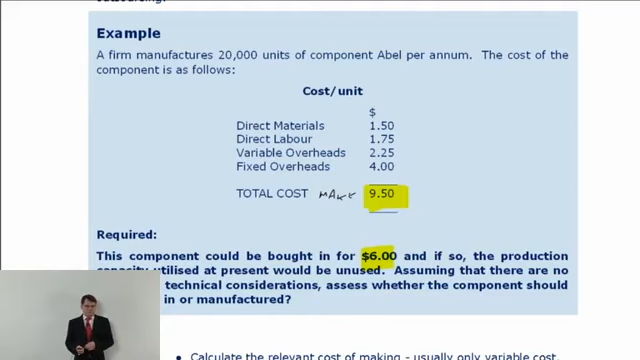 outsourcing.
Example
A firm manufactures 20,000 units of component Abel per annum. The cost of the
component is as follows:
Cost/unit
$
Direct Materials 1.50
Direct Labour 1.75
Variable Overheads 2.25
Fixed Overheads 4.00
TOTAL COST MAKE 9.50
Required:
This component could be bought in for $6.00 and if so, the production
utilised at present would be unused. Assuming that there are no
technical considerations, assess whether the component should
in or manufactured?
• Calculate the relevant cost of making – usually only variable cost.